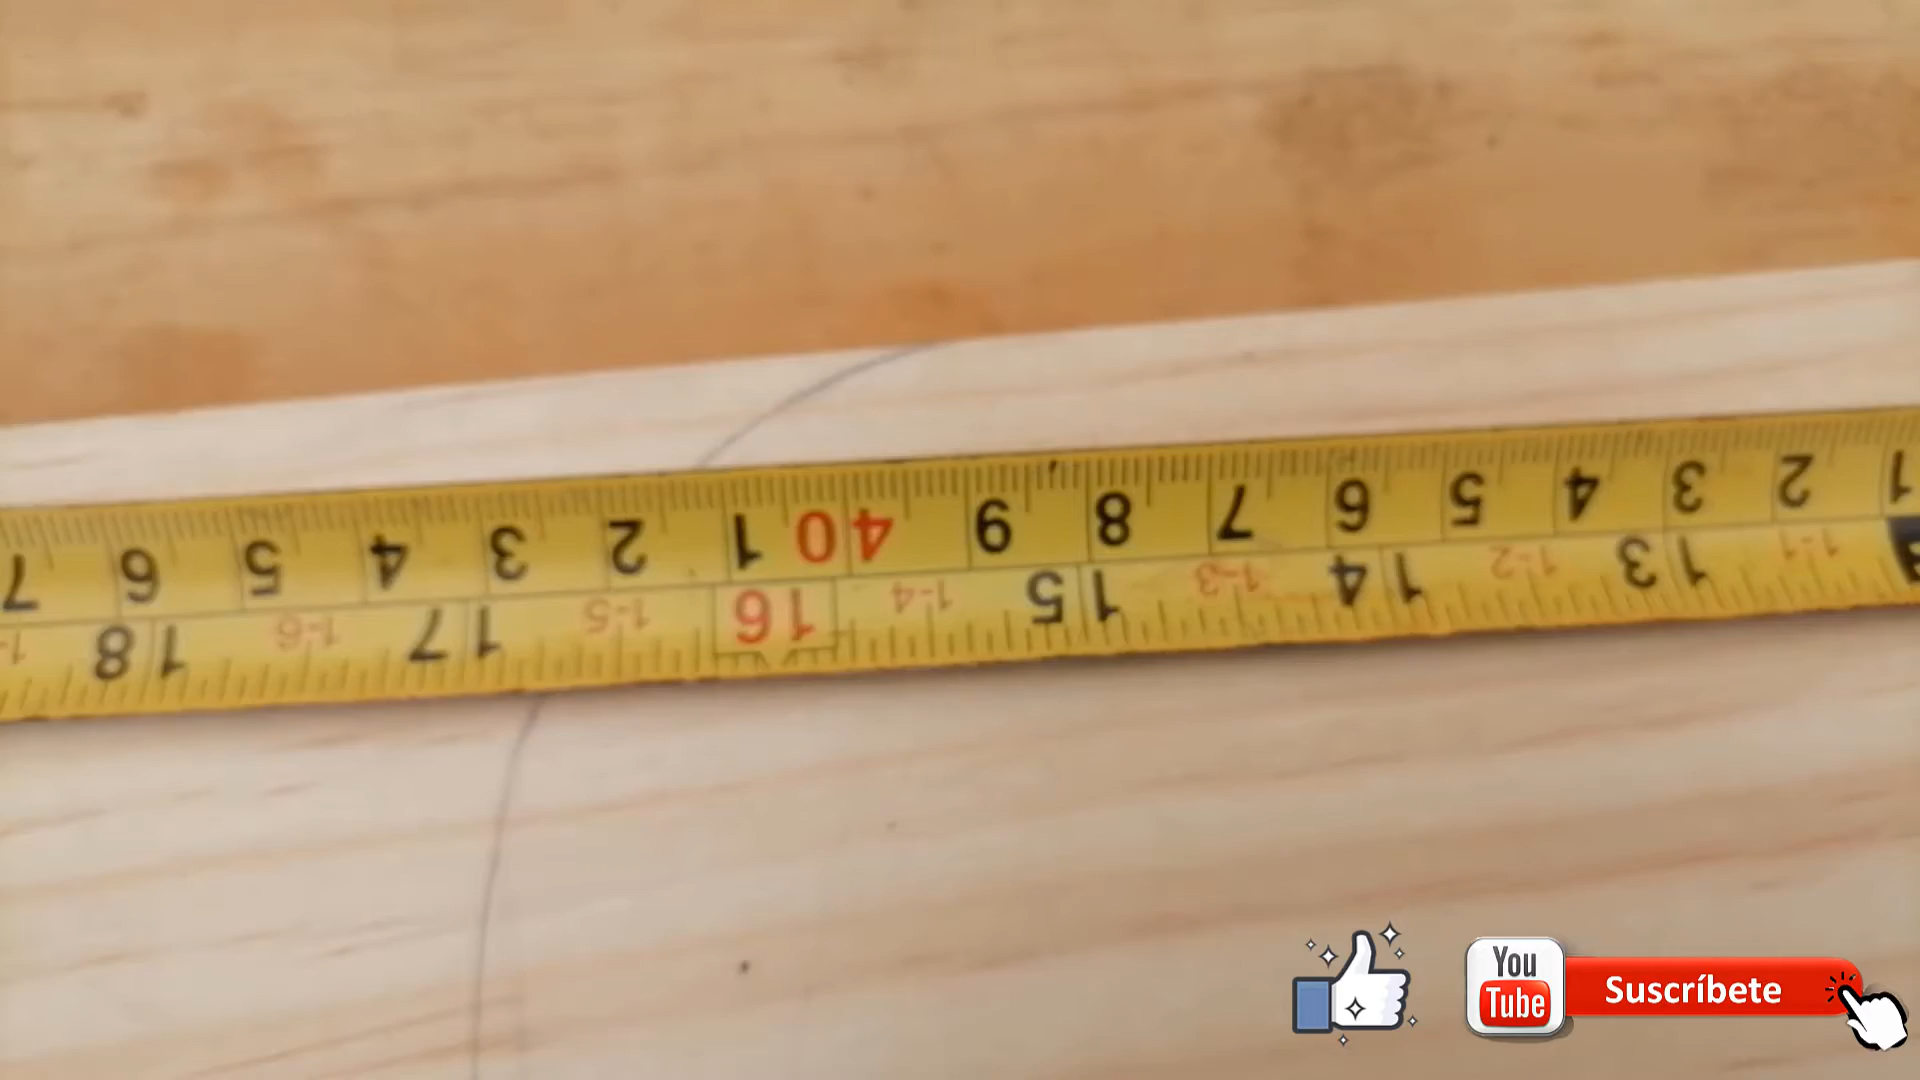 1 2 3 4 5 6 7 8 9 40 1 2 3 4 5 6 7
1-1 13 1-2 14 1-3 15 1-4 16 1-5 17 1-6 18
You
Tube
Suscríbete